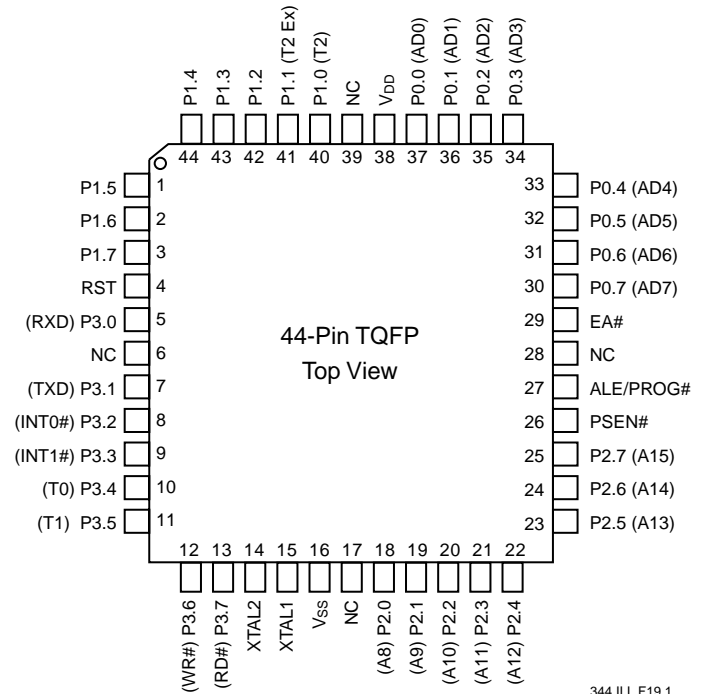 P1.4
P1.3
P1.2
P1.1 (T2 Ex)
P1.0 (T2)
NC
VDD
P0.0 (AD0)
P0.1 (AD1)
P0.2 (AD2)
P0.3 (AD3)
44 43 42 41 40 39 38 37 36 35 34
P1.5 1
P1.6 2
P1.7 3
RST 4
(RXD) P3.0 5
NC 6
(TXD) P3.1 7
(INT0#) P3.2 8
(INT1#) P3.3 9
(T0) P3.4 10
(T1) P3.5 11
44-Pin TQFP
Top View
33 P0.4 (AD4)
32 P0.5 (AD5)
31 P0.6 (AD6)
30 P0.7 (AD7)
29 EA#
28 NC
27 ALE/PROG#
26 PSEN#
25 P2.7 (A15)
24 P2.6 (A14)
23 P2.5 (A13)
12 13 14 15 16 17 18 19 20 21 22
(WR#) P3.6
(RD#) P3.7
XTAL2
XTAL1
VSS
NC
(A8) P2.0
(A9) P2.1
(A10) P2.2
(A11) P2.3
(A12) P2.4
344 ILL F19.1